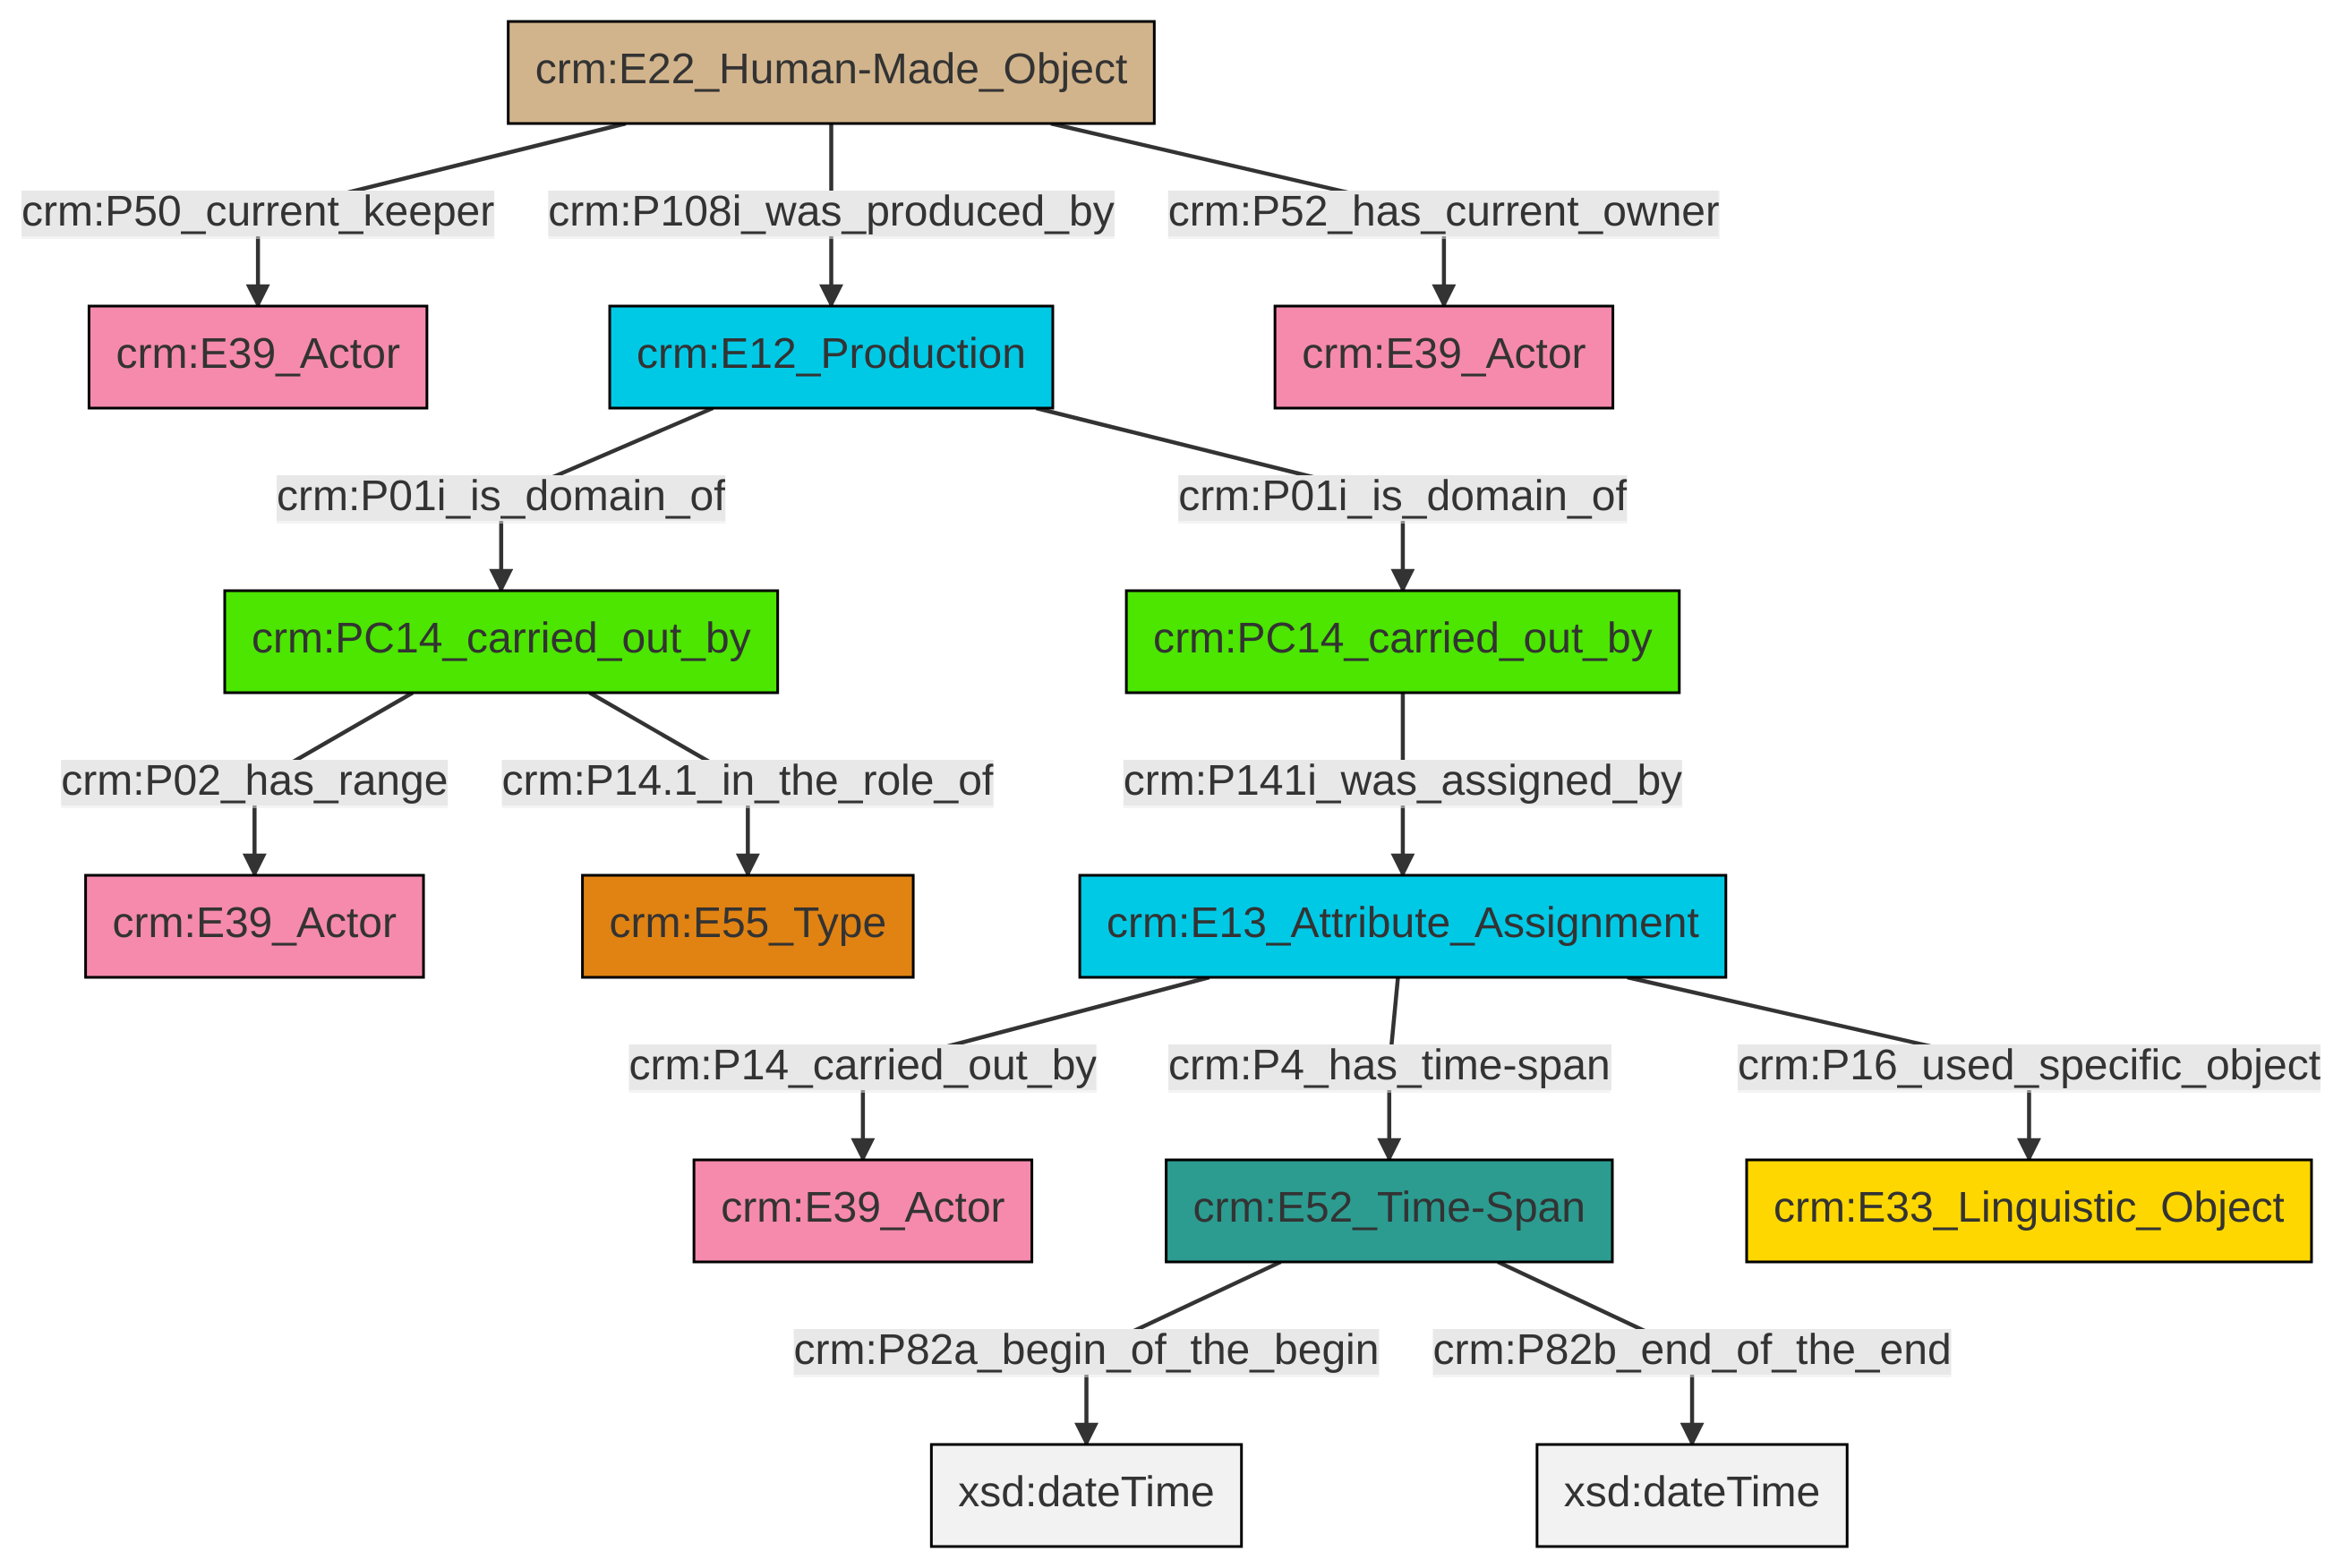 crm:E22_Human-Made_Object
crm:P50_current_keeper
crm:P108i_was_produced_by
crm:P52_has_current_owner
crm:E39_Actor
crm:E12_Production
crm:E39_Actor
crm:P01i_is_domain_of
crm:P01i_is_domain_of
crm:PC14_carried_out_by
crm:PC14_carried_out_by
crm:P02_has_range
crm:P14.1_in_the_role_of
crm:P141i_was_assigned_by
crm:E39_Actor
crm:E55_Type
crm:E13_Attribute_Assignment
crm:P14_carried_out_by
crm:P4_has_time-span
crm:P16_used_specific_object
crm:E39_Actor
crm:E52_Time-Span
crm:E33_Linguistic_Object
crm:P82a_begin_of_the_begin
crm:P82b_end_of_the_end
xsd:dateTime
xsd:dateTime